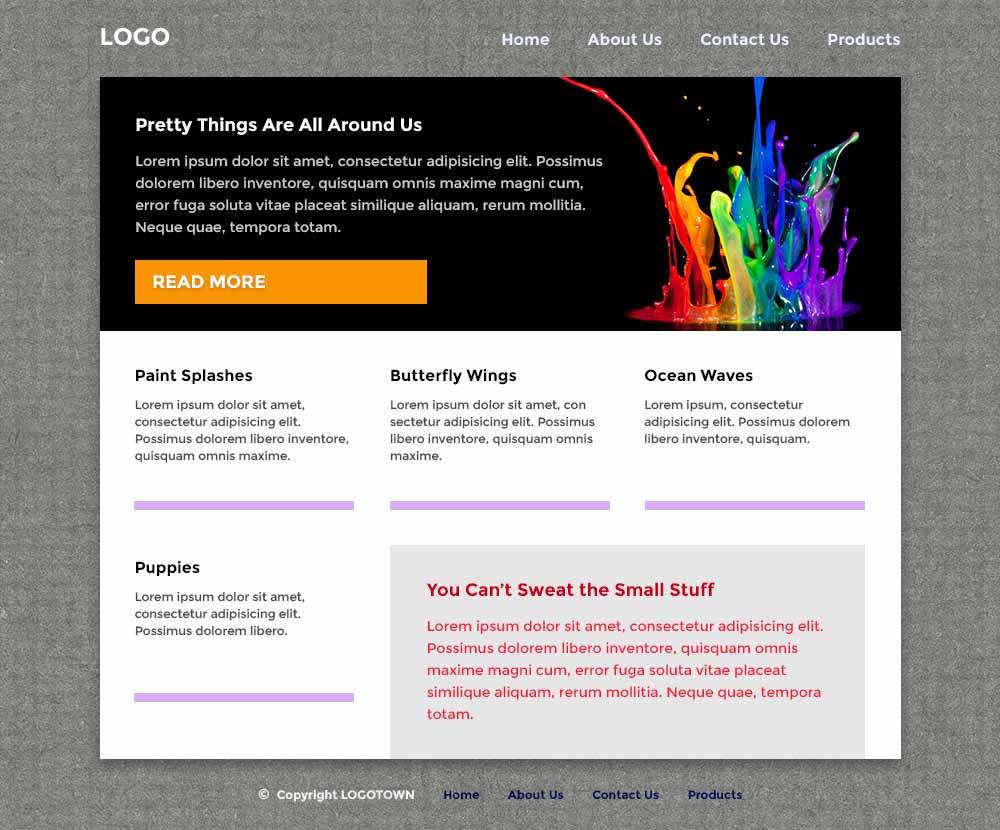 LOGO
Home About Us Contact Us Products
Pretty Things Are All Around Us
Lorem ipsum dolor sit amet, consectetur adipisicing elit. Possimus
dolorem libero inventore, quisquam omnis maxime magni cum,
error fuga soluta vitae placeat similique aliquam, rerum mollitia.
Neque quae, tempora totam.
READ MORE
Paint Splashes
Lorem ipsum dolor sit amet,
consectetur adipisicing elit.
Possimus dolorem libero inventore,
quisquam omnis maxime.
Butterfly Wings
Lorem ipsum dolor sit amet, con
sectetur adipisicing elit. Possimus
libero inventore, quisquam omnis
maxime.
Ocean Waves
Lorem ipsum, consectetur
adipisicing elit. Possimus dolorem
libero inventore, quisquam.
Puppies
Lorem ipsum dolor sit amet,
consectetur adipisicing elit.
Possimus dolorem libero.
You Can’t Sweat the Small Stuff
Lorem ipsum dolor sit amet, consectetur adipisicing elit.
Possimus dolorem libero inventore, quisquam omnis
maxime magni cum, error fuga soluta vitae placeat
similique aliquam, rerum mollitia. Neque quae, tempora
totam.
© Copyright LOGOTOWN Home About Us Contact Us Products